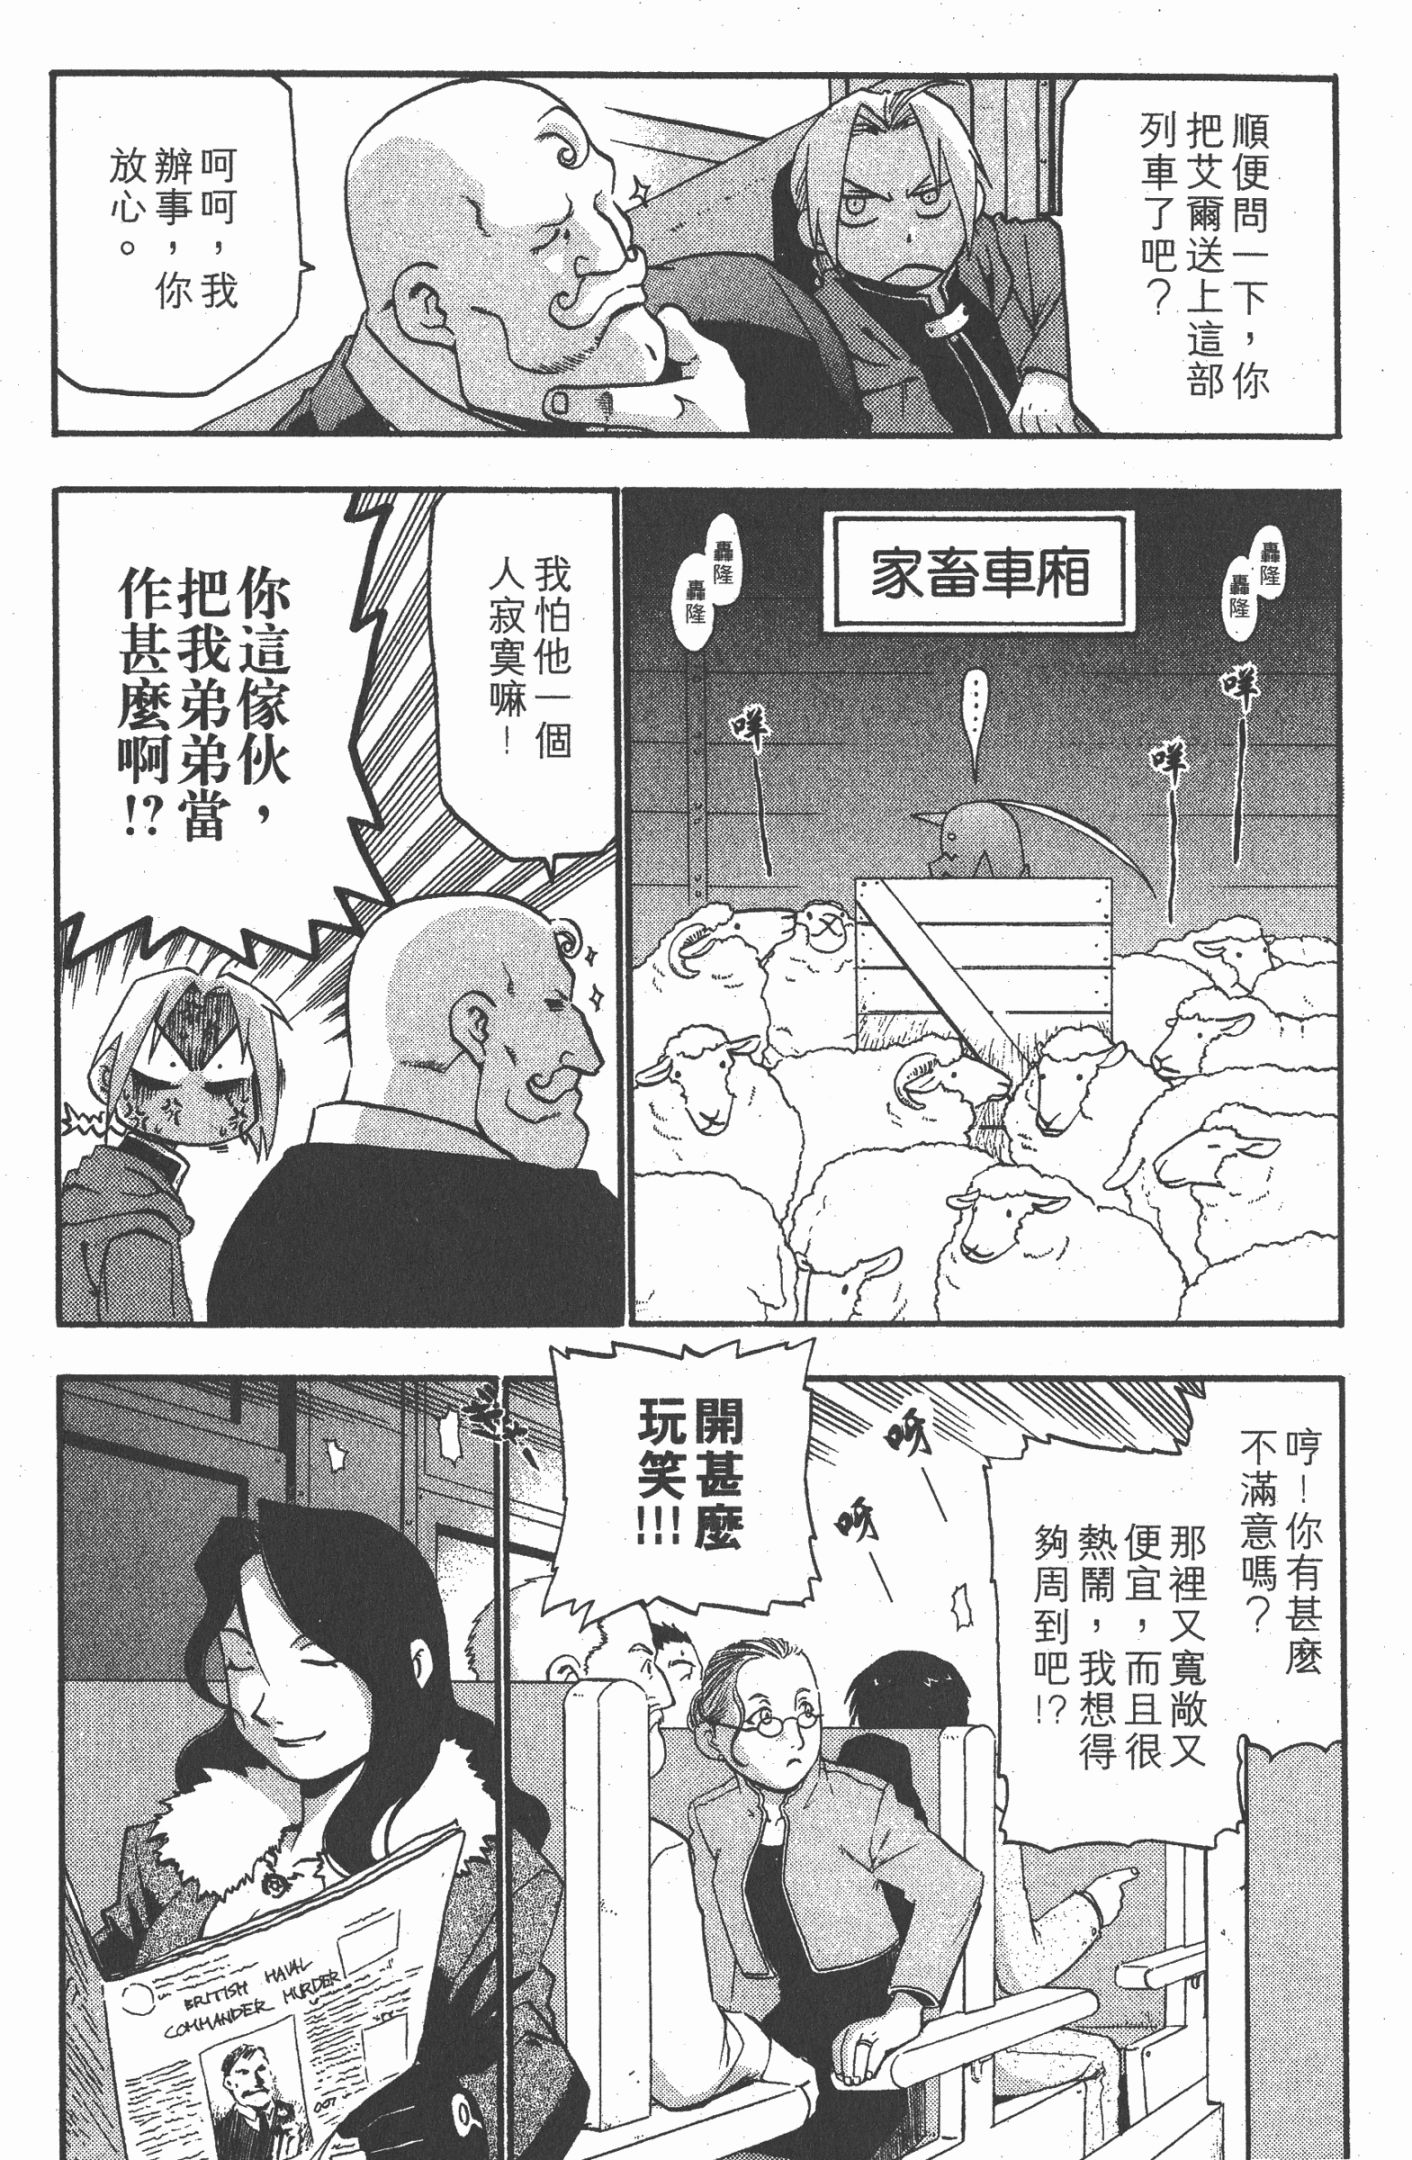 順便問一下，你
把艾爾送上這部
列車了吧？
呵呵，我
辦事，你
放心。
家畜車廂
轟隆
轟隆
轟隆
轟隆
咩
咩
咩
……
我怕他一個
人寂寞嘛！
你這傢伙，
把我弟弟當
作甚麼啊!?
哼！你有甚麼
不滿意嗎？
那裡又寬敞又
便宜，而且很
熱鬧，我想得
夠周到吧!?
呀
呀
開甚麼
玩笑!!!
BRITISH HAVAL
COMMANDER MURDER
007